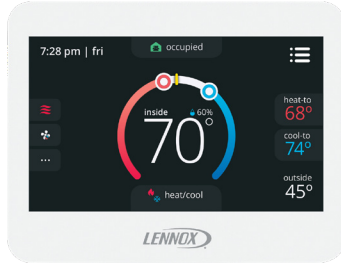 7:28 pm | fri
occupied
heat-to
68°
cool-to
74°
outside
45°
inside
60%
70°
heat/cool
...
LENNOX